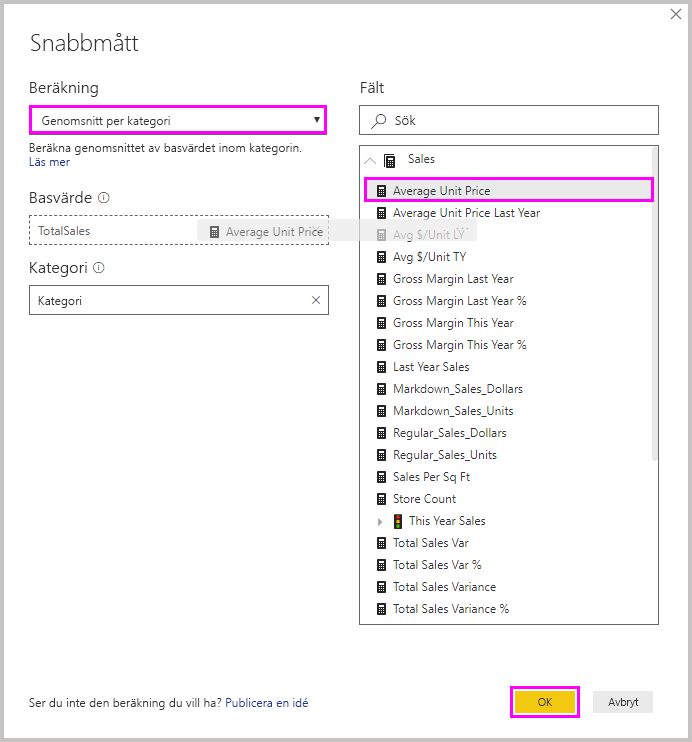 Snabbmått
Beräkning
Genomsnitt per kategori
Beräkna genomsnittet av basvärdet inom kategorin.
Läs mer
Basvärde
TotalSales
Average Unit Price
Kategori
Kategori
Fält
Sök
Sales
Average Unit Price
Average Unit Price Last Year
Avg $/Unit LY
Avg $/Unit TY
Gross Margin Last Year
Gross Margin Last Year %
Gross Margin This Year
Gross Margin This Year %
Last Year Sales
Markdown_Sales_Dollars
Markdown_Sales_Units
Regular_Sales_Dollars
Regular_Sales_Units
Sales Per Sq Ft
Store Count
This Year Sales
Total Sales Var
Total Sales Var %
Total Sales Variance
Total Sales Variance %
Ser du inte den beräkning du vill ha? Publicera en idé
OK
Avbryt